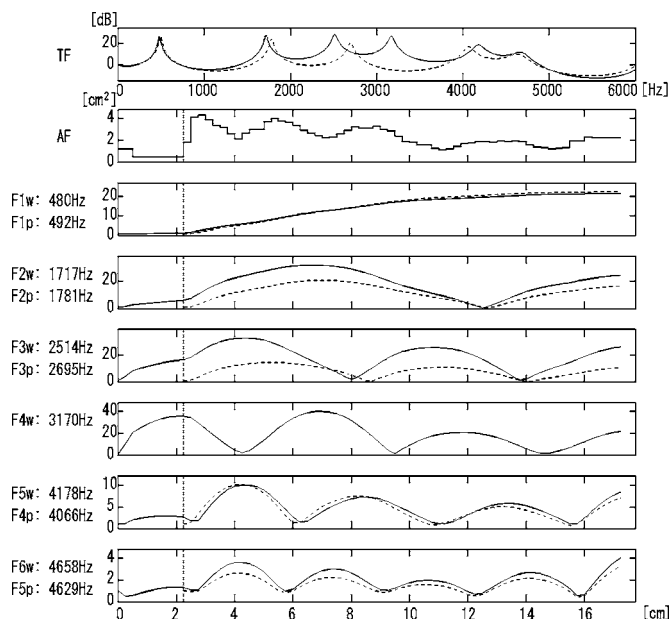 [dB]
TF
20
0
0 1000 2000 3000 4000 5000 6000 [Hz]
[cm²]
AF
4
2
0
F1w: 480Hz
F1p: 492Hz
20
10
0
F2w: 1717Hz
F2p: 1781Hz
20
0
F3w: 2514Hz
F3p: 2695Hz
20
0
F4w: 3170Hz
40
20
0
F5w: 4178Hz
F4p: 4066Hz
10
5
0
F6w: 4658Hz
F5p: 4629Hz
4
2
0
0 2 4 6 8 10 12 14 16 [cm]